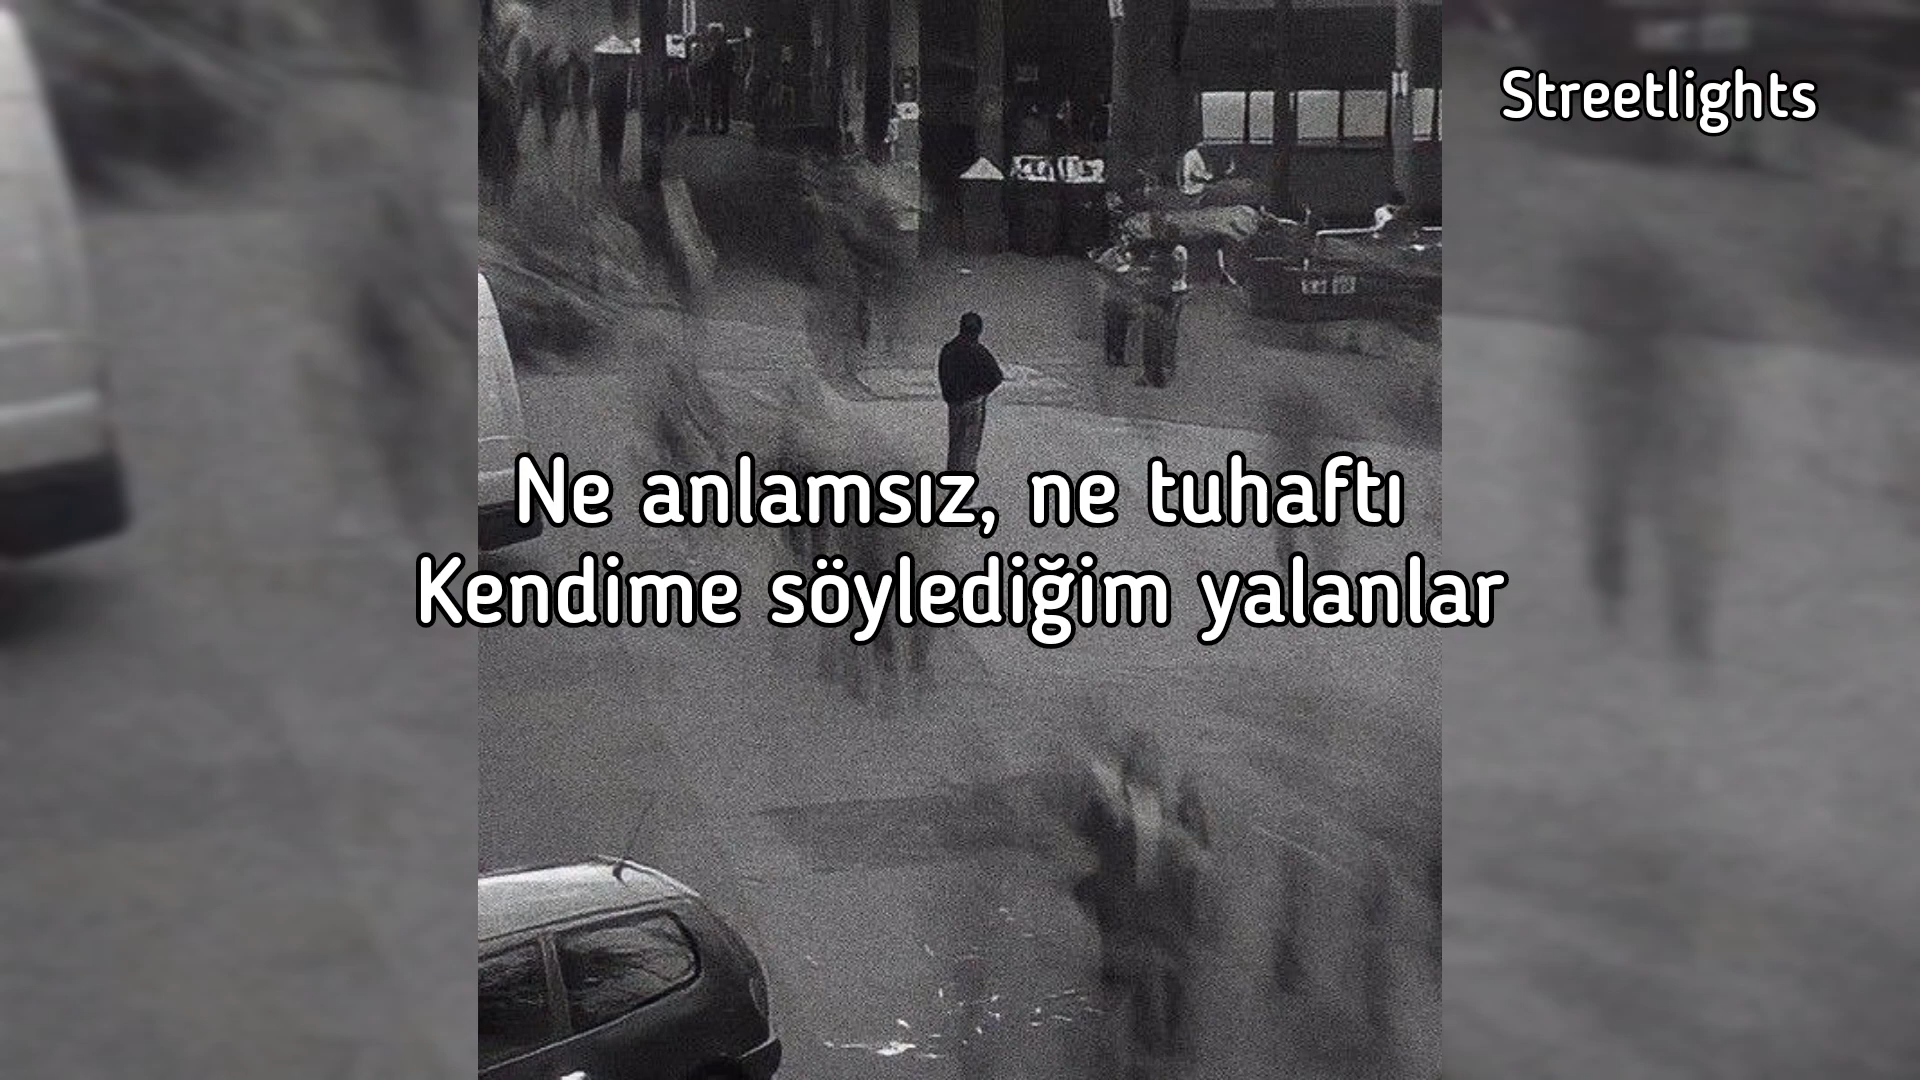 Streetlights
Ne anlamsız, ne tuhaftı
Kendime söylediğim yalanlar